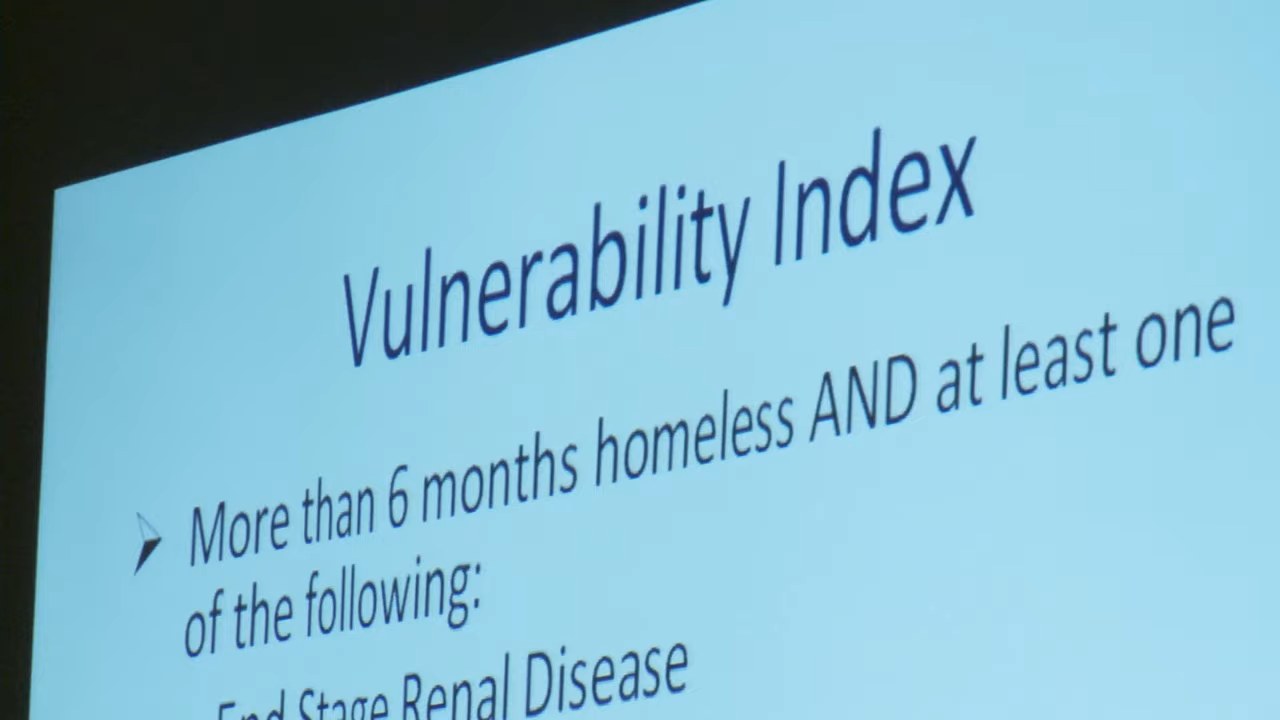 Vulnerability Index
More than 6 months homeless AND at least one
of the following:
End Stage Renal Disease